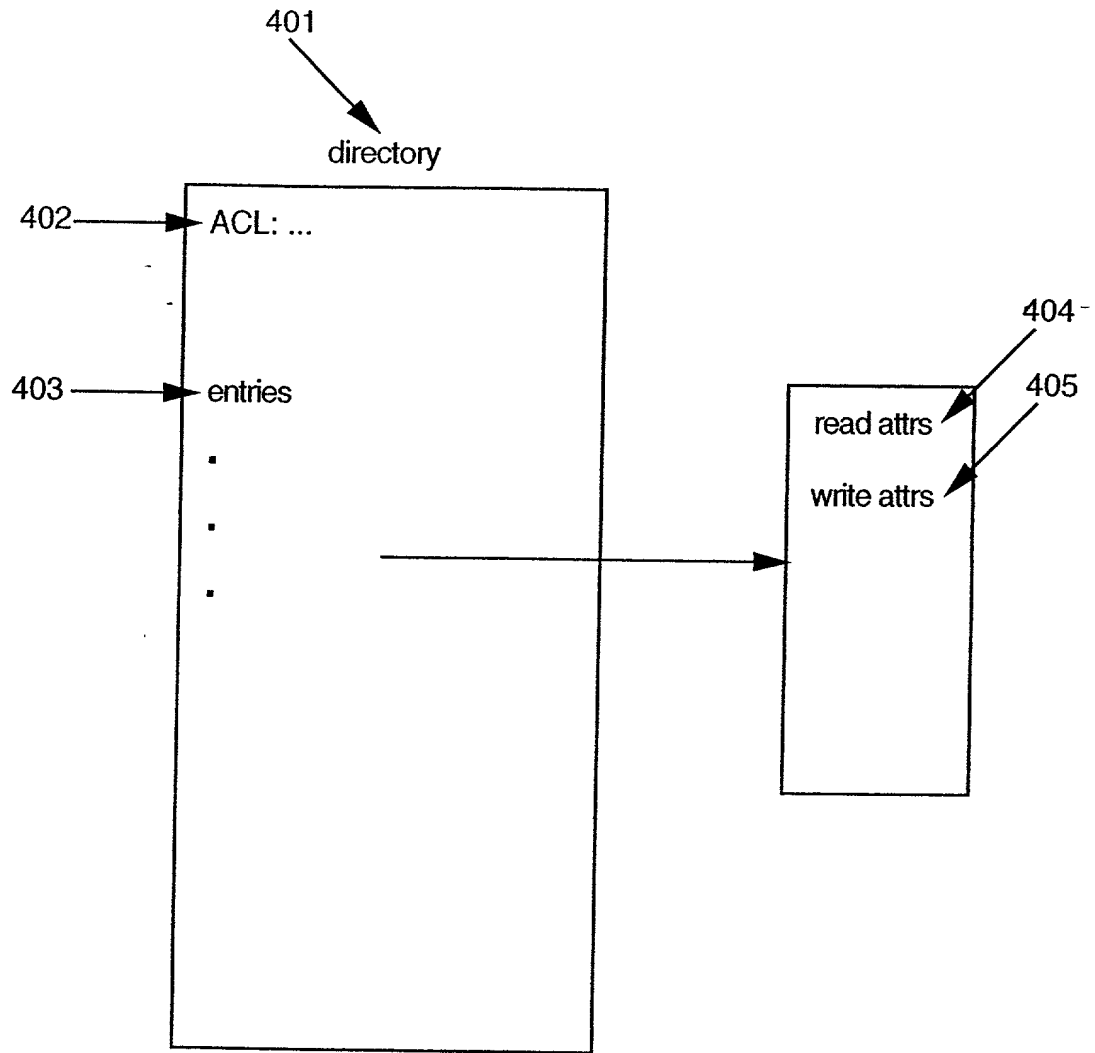 401
directory
402
ACL: ...
403
entries
404
read attrs
405
write attrs